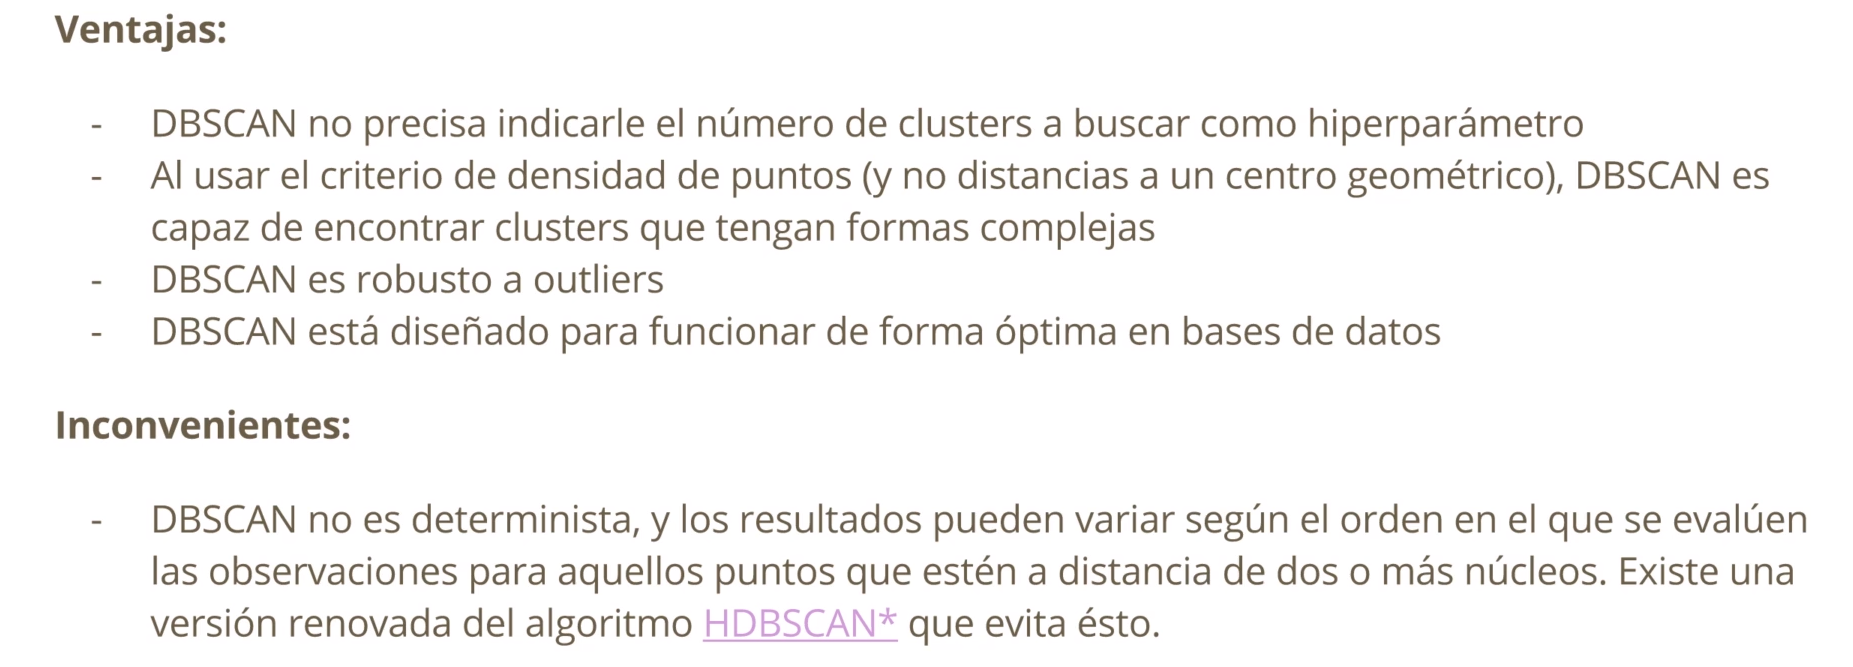 Ventajas:
- DBSCAN no precisa indicarle el número de clusters a buscar como hiperparámetro
- Al usar el criterio de densidad de puntos (y no distancias a un centro geométrico), DBSCAN es
capaz de encontrar clusters que tengan formas complejas
- DBSCAN es robusto a outliers
- DBSCAN está diseñado para funcionar de forma óptima en bases de datos
Inconvenientes:
- DBSCAN no es determinista, y los resultados pueden variar según el orden en el que se evalúen
las observaciones para aquellos puntos que estén a distancia de dos o más núcleos. Existe una
versión renovada del algoritmo HDBSCAN* que evita ésto.